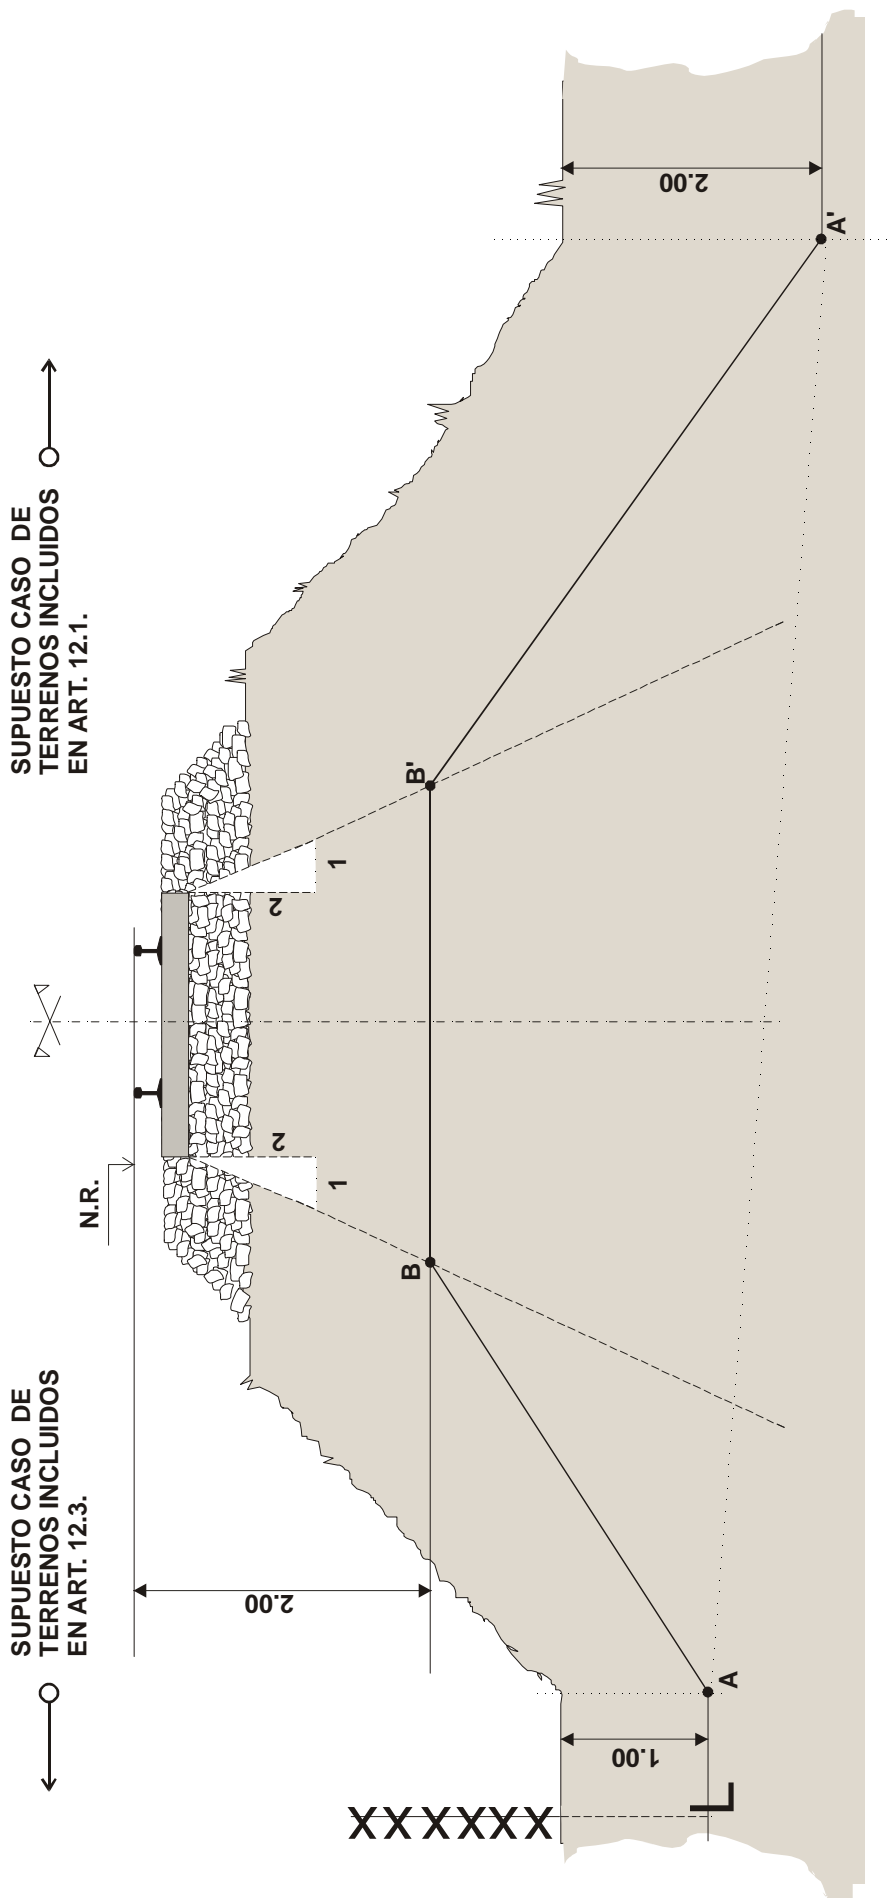 SUPUESTO CASO DE
TERRENOS INCLUIDOS
EN ART. 12.3.
SUPUESTO CASO DE
TERRENOS INCLUIDOS
EN ART. 12.1.
N.R.
2
1
2
1
B
B'
2.00
A
1.00
A'
2.00
XXXXXX
L